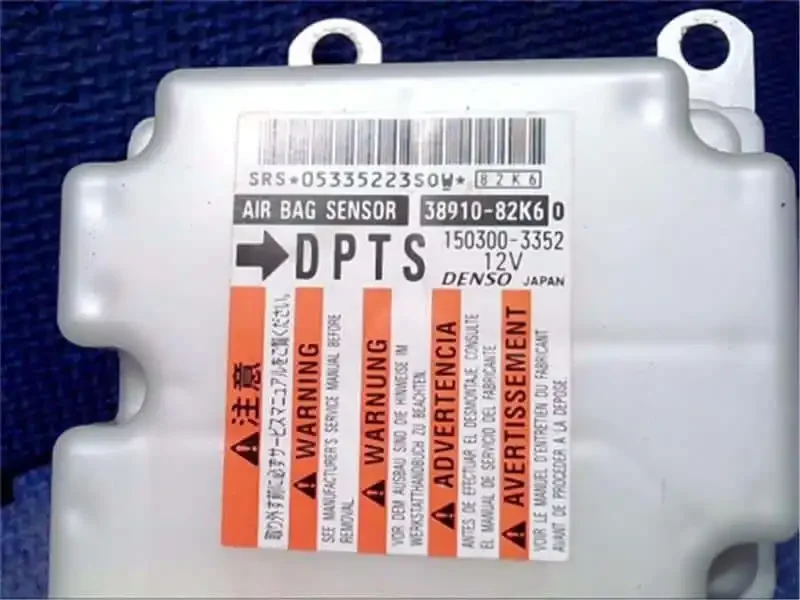 SRS*05335223SOW* 82K6
AIR BAG SENSOR 38910-82K6 0
DPTS 150300-3352
12V
DENSO JAPAN
注意
取り外す前に必ずサービスマニュアルをご覧ください。
WARNING
SEE MANUFACTURER'S SERVICE MANUAL BEFORE
REMOVAL.
WARNUNG
VOR DEM AUSBAU SIND DIE HINWEISE IM
WERKSTATTHANDBUCH ZU BEACHTEN.
ADVERTENCIA
ANTES DE EFECTUAR EL DESMONTAJE, CONSULTE
EL MANUAL DE SERVICIO DEL FABRICANTE.
AVERTISSEMENT
VOIR LE MANUEL D'ENTRETIEN DU FABRICANT
AVANT DE PROCEDER A LA DEPOSE.